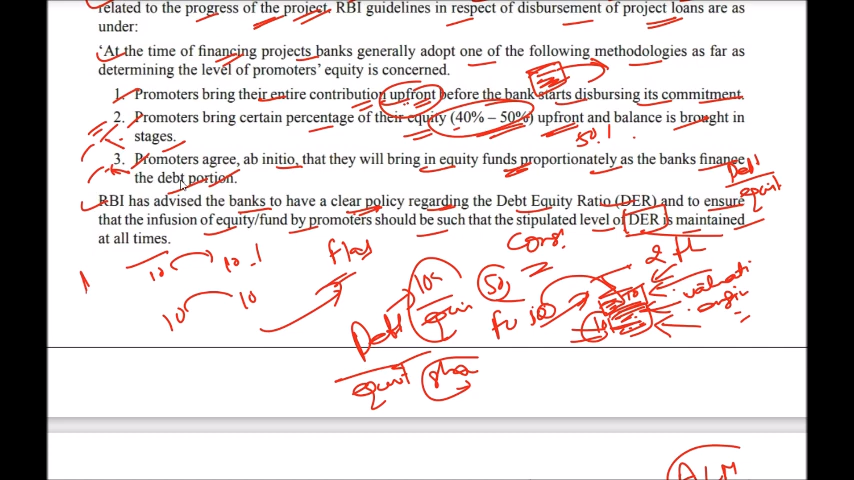 related to the progress of the project. RBI guidelines in respect of disbursement of project loans are as
under:
'At the time of financing projects banks generally adopt one of the following methodologies as far as
determining the level of promoters' equity is concerned.
1. Promoters bring their entire contribution upfront before the bank starts disbursing its commitment.
2. Promoters bring certain percentage of their equity (40% – 50%) upfront and balance is brought in
stages.
50%
3. Promoters agree, ab initio, that they will bring in equity funds proportionately as the banks finance
the debt portion.
Debt
equit
RBI has advised the banks to have a clear policy regarding the Debt Equity Ratio (DER) and to ensure
that the infusion of equity/fund by promoters should be such that the stipulated level of DER is maintained
at all times.
10
10
10
Debt
equit
50
ALM